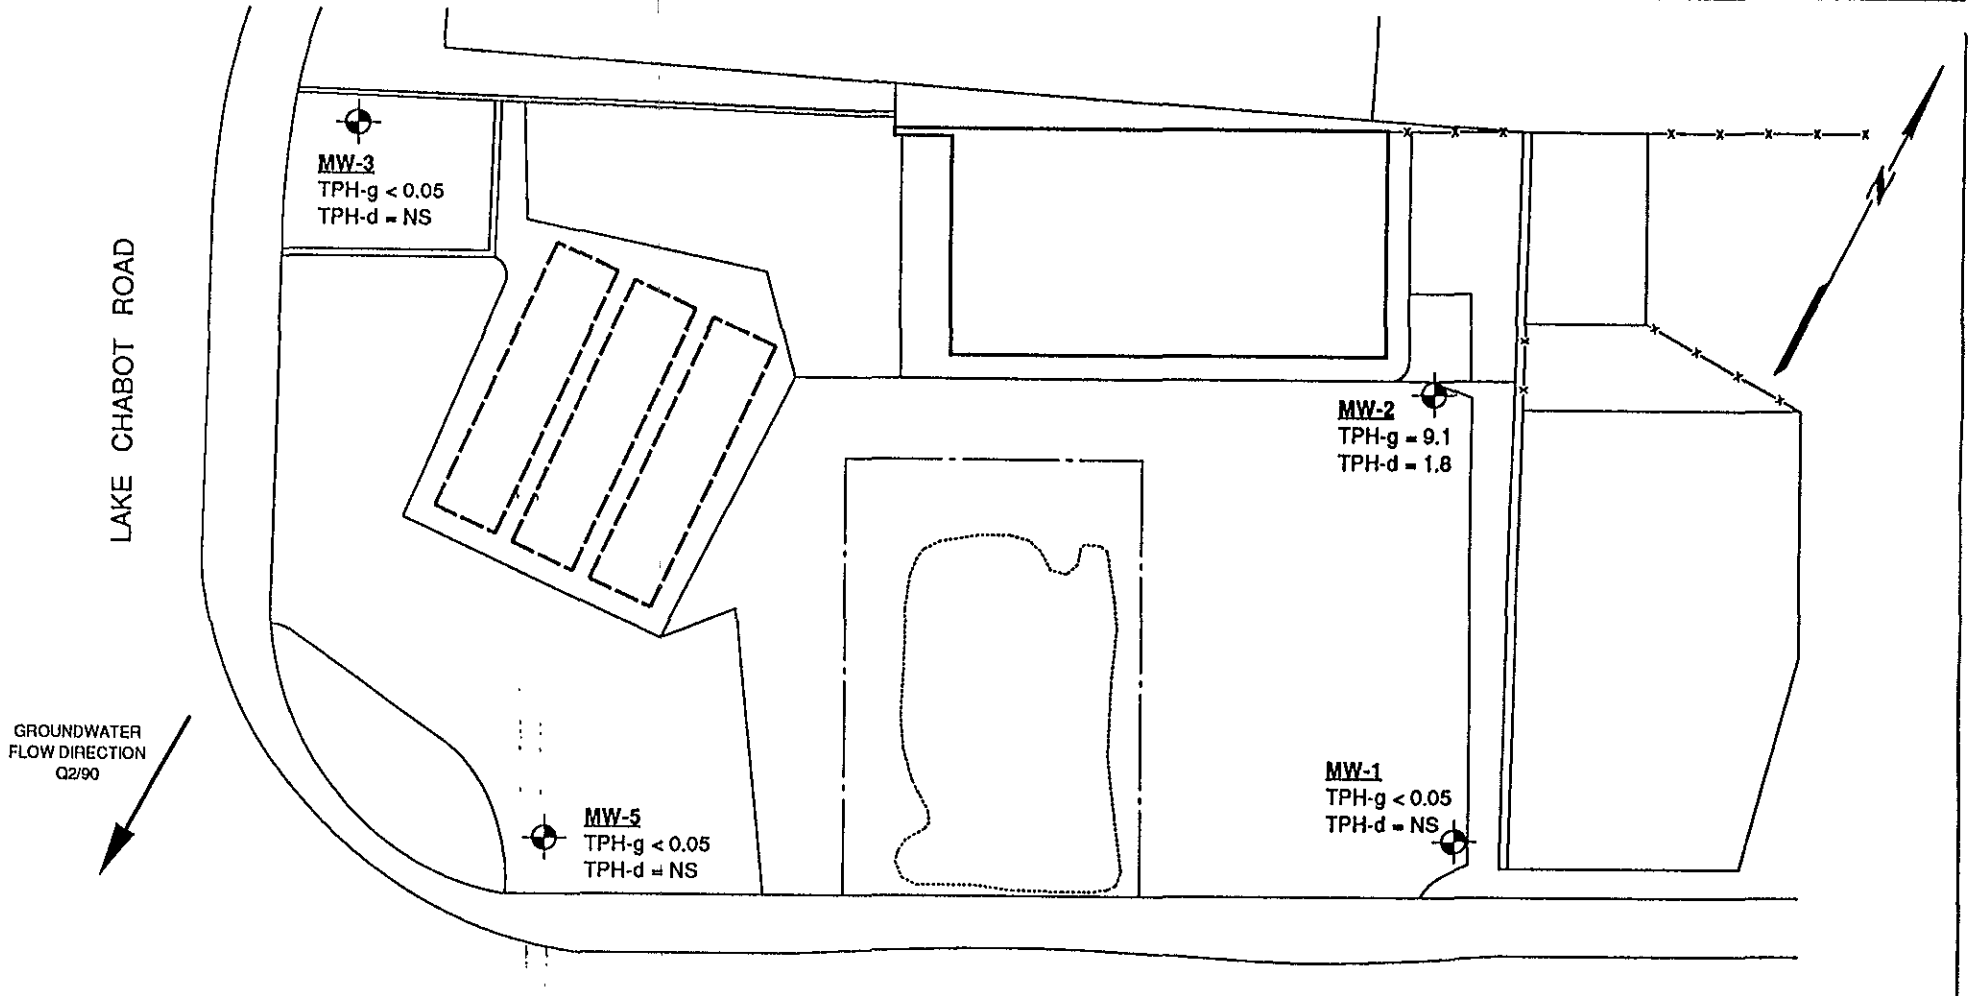 MW-3
TPH-g < 0.05
TPH-d = NS
LAKE CHABOT ROAD
N
MW-2
TPH-g = 9.1
TPH-d = 1.8
GROUNDWATER
FLOW DIRECTION
Q2/90
MW-5
TPH-g < 0.05
TPH-d = NS
MW-1
TPH-g < 0.05
TPH-d = NS